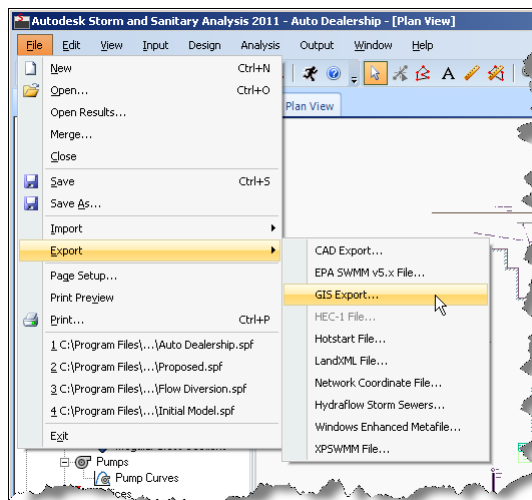 Autodesk Storm and Sanitary Analysis 2011 - Auto Dealership - [Plan View]
File Edit View Input Design Analysis Output Window Help
New Ctrl+N
Open... Ctrl+O
Open Results...
Merge...
Close
Save Ctrl+S
Save As...
Import
Export
Page Setup...
Print Preview
Print... Ctrl+P
1 C:\Program Files\...\Auto Dealership.spf
2 C:\Program Files\...\Proposed.spf
3 C:\Program Files\...\Flow Diversion.spf
4 C:\Program Files\...\Initial Model.spf
Exit
Plan View
CAD Export...
EPA SWMM v5.x File...
GIS Export...
HEC-1 File...
Hotstart File...
LandXML File...
Network Coordinate File...
Hydraflow Storm Sewers...
Windows Enhanced Metafile...
XPSWMM File...
Pumps
Pump Curves